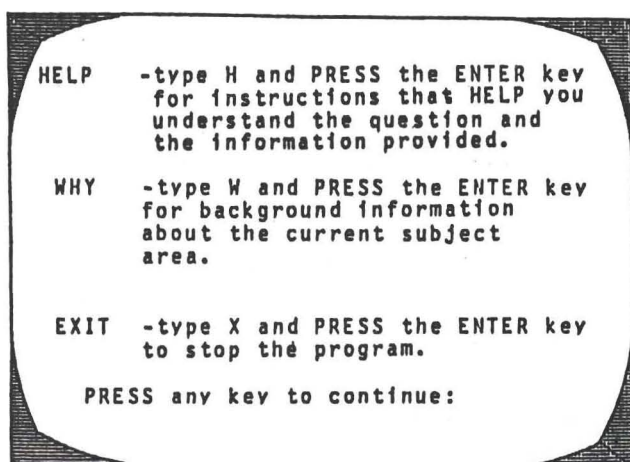 HELP -type H and PRESS the ENTER key
for instructions that HELP you
understand the question and
the information provided.
WHY -type W and PRESS the ENTER key
for background information
about the current subject
area.
EXIT -type X and PRESS the ENTER key
to stop the program.
PRESS any key to continue: